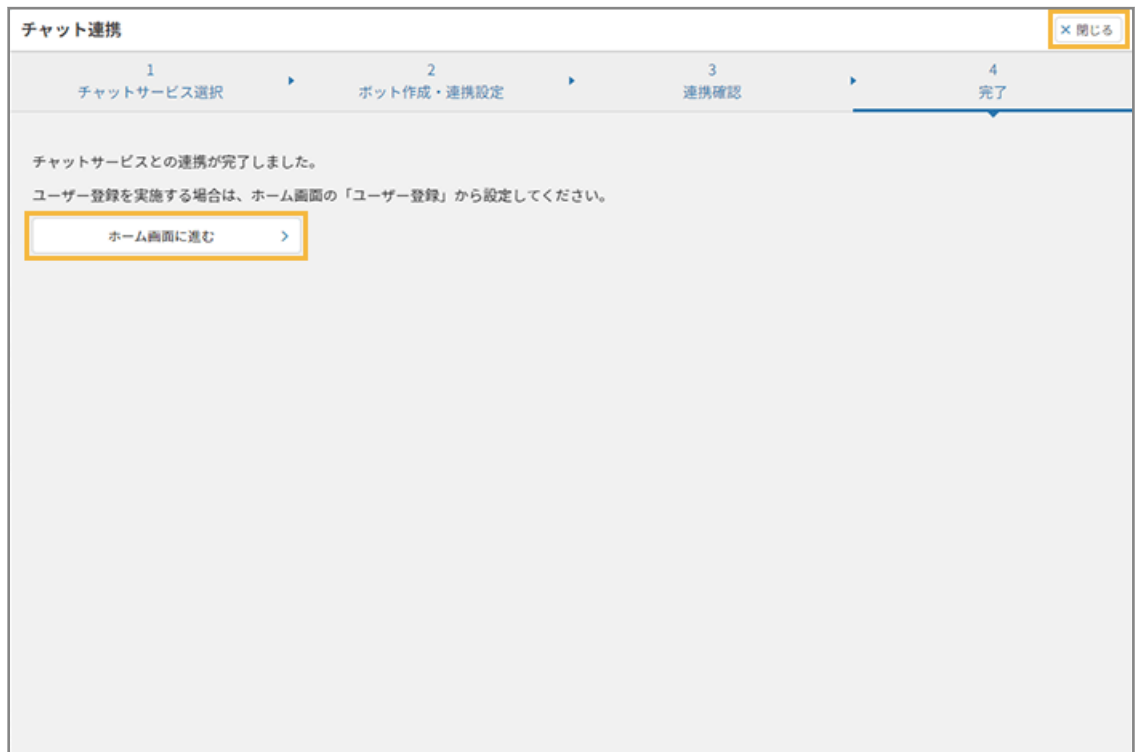 チャット連携
× 閉じる
1
チャットサービス選択
2
ボット作成・連携設定
3
連携確認
4
完了
チャットサービスとの連携が完了しました。
ユーザー登録を実施する場合は、ホーム画面の「ユーザー登録」から設定してください。
ホーム画面に進む